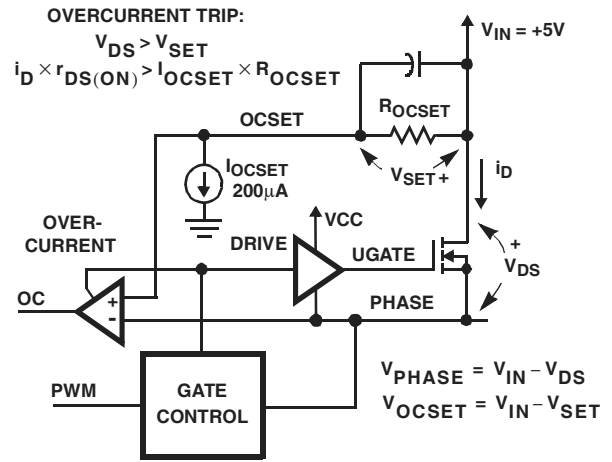 OVERCURRENT TRIP:
VDS > VSET
iD × rDS(ON) > IOCSET × ROCSET
VIN = +5V
ROCSET
OCSET
VSET +
iD
IOCSET
200μA
VCC
OVER-
CURRENT
DRIVE
UGATE
+
VDS
OC
+
-
PHASE
PWM
GATE
CONTROL
VPHASE = VIN – VDS
VOCSET = VIN – VSET